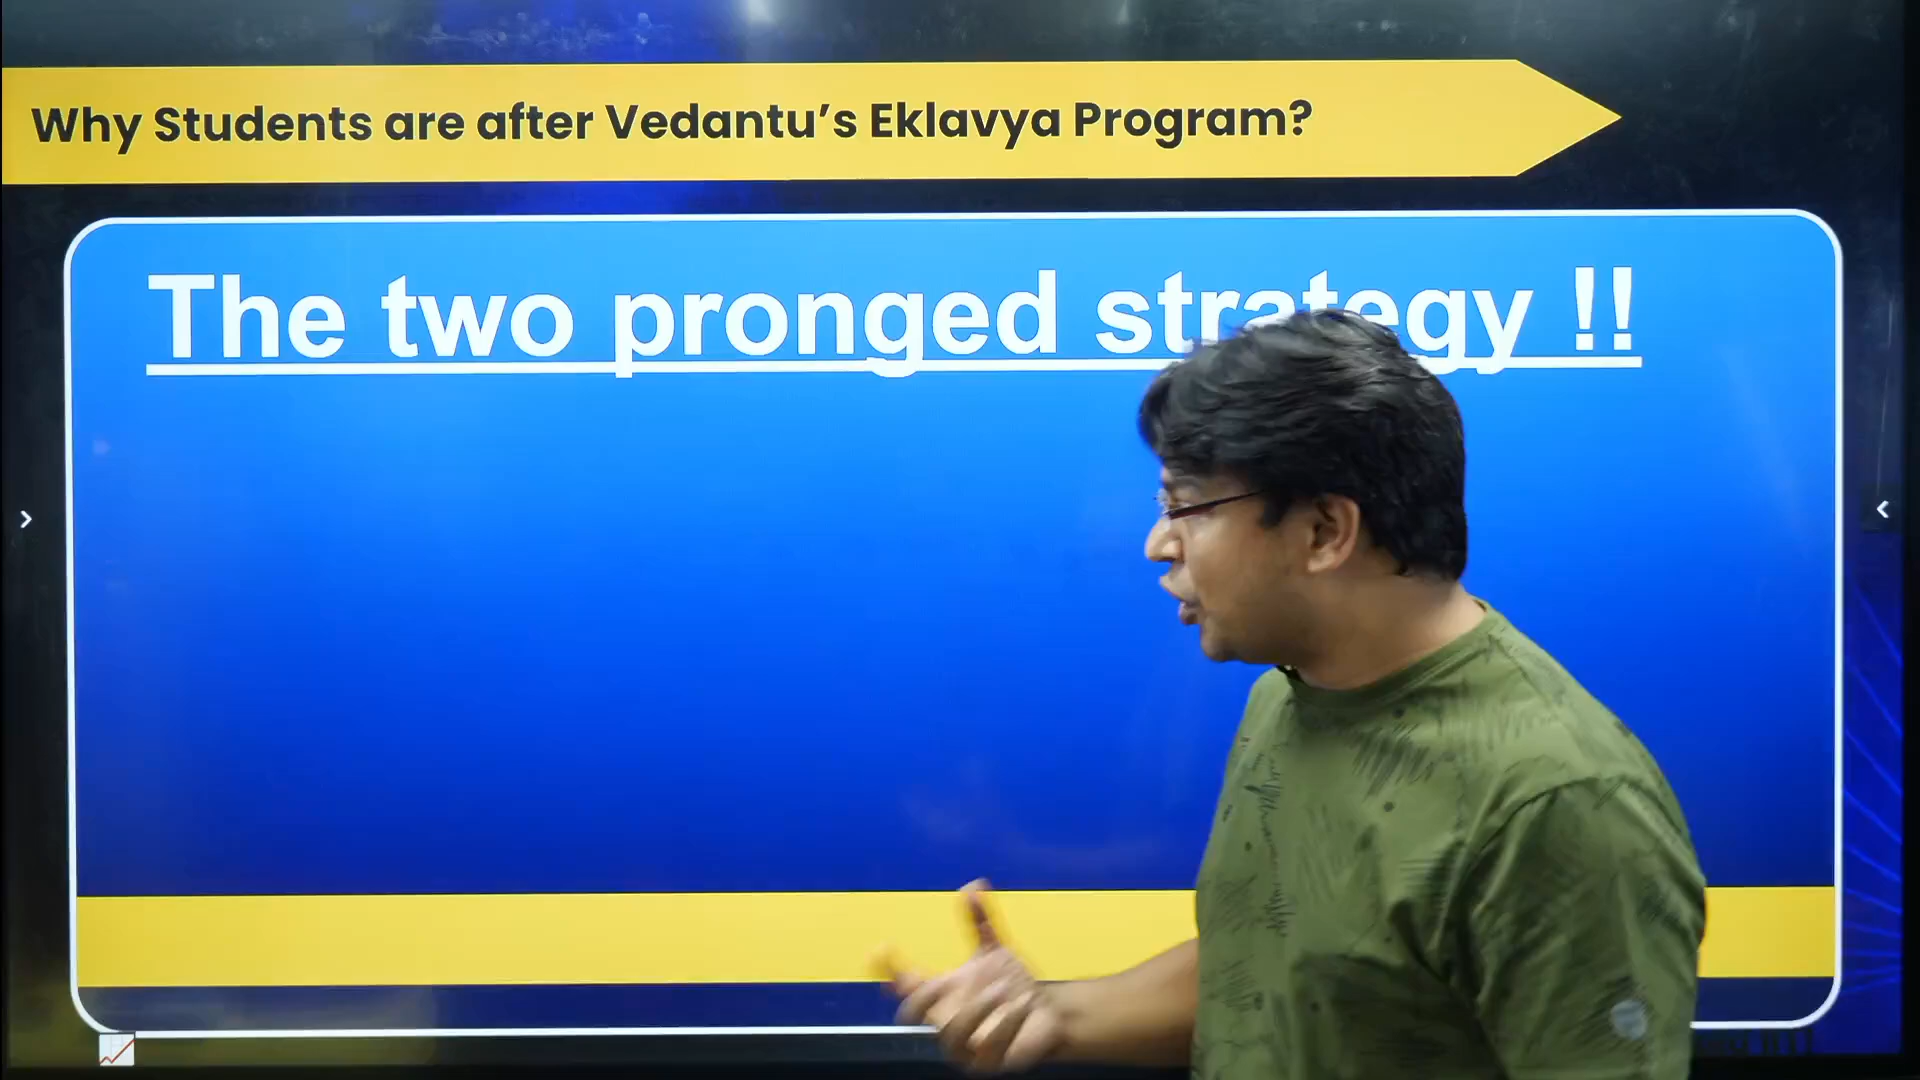 Why Students are after Vedantu’s Eklavya Program?
The two pronged strategy !!